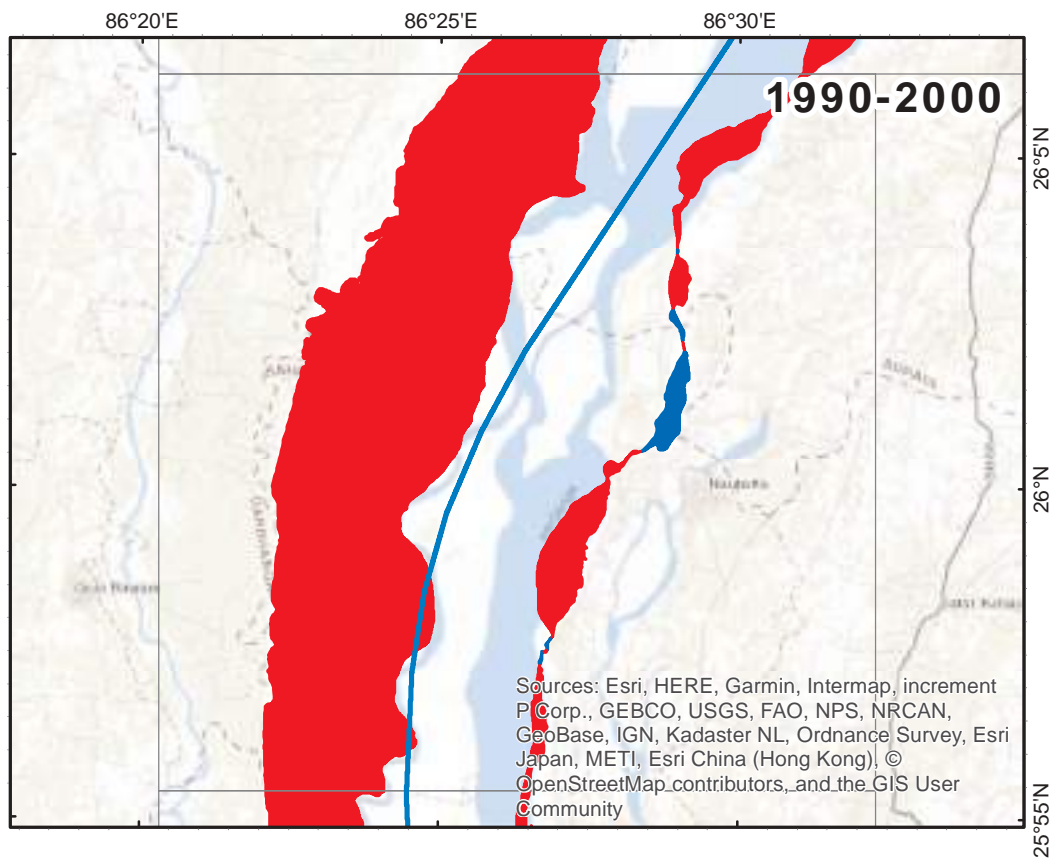 86°20'E 86°25'E 86°30'E
1990-2000
26°5'N
26°N
25°55'N
Sources: Esri, HERE, Garmin, Intermap, increment
P Corp., GEBCO, USGS, FAO, NPS, NRCAN,
GeoBase, IGN, Kadaster NL, Ordnance Survey, Esri
Japan, METI, Esri China (Hong Kong), ©
OpenStreetMap contributors, and the GIS User
Community